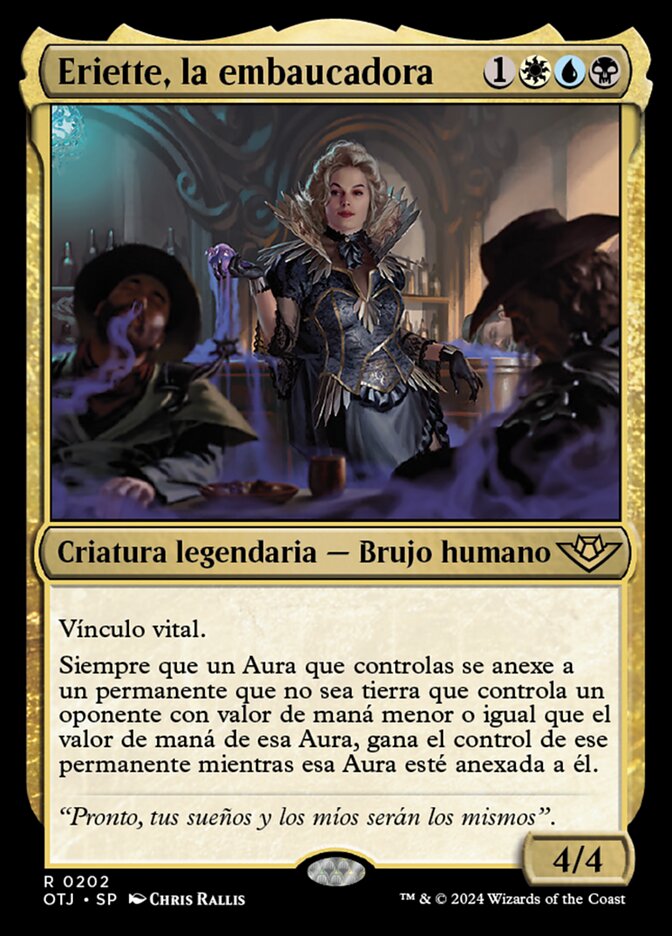 Eriette, la embaucadora 1
Criatura legendaria — Brujo humano
Vínculo vital.
Siempre que un Aura que controlas se anexe a
un permanente que no sea tierra que controla un
oponente con valor de maná menor o igual que el
valor de maná de esa Aura, gana el control de ese
permanente mientras esa Aura esté anexada a él.
“Pronto, tus sueños y los míos serán los mismos”.
4/4
R 0202
OTJ • SP Chris Rallis
™ & © 2024 Wizards of the Coast